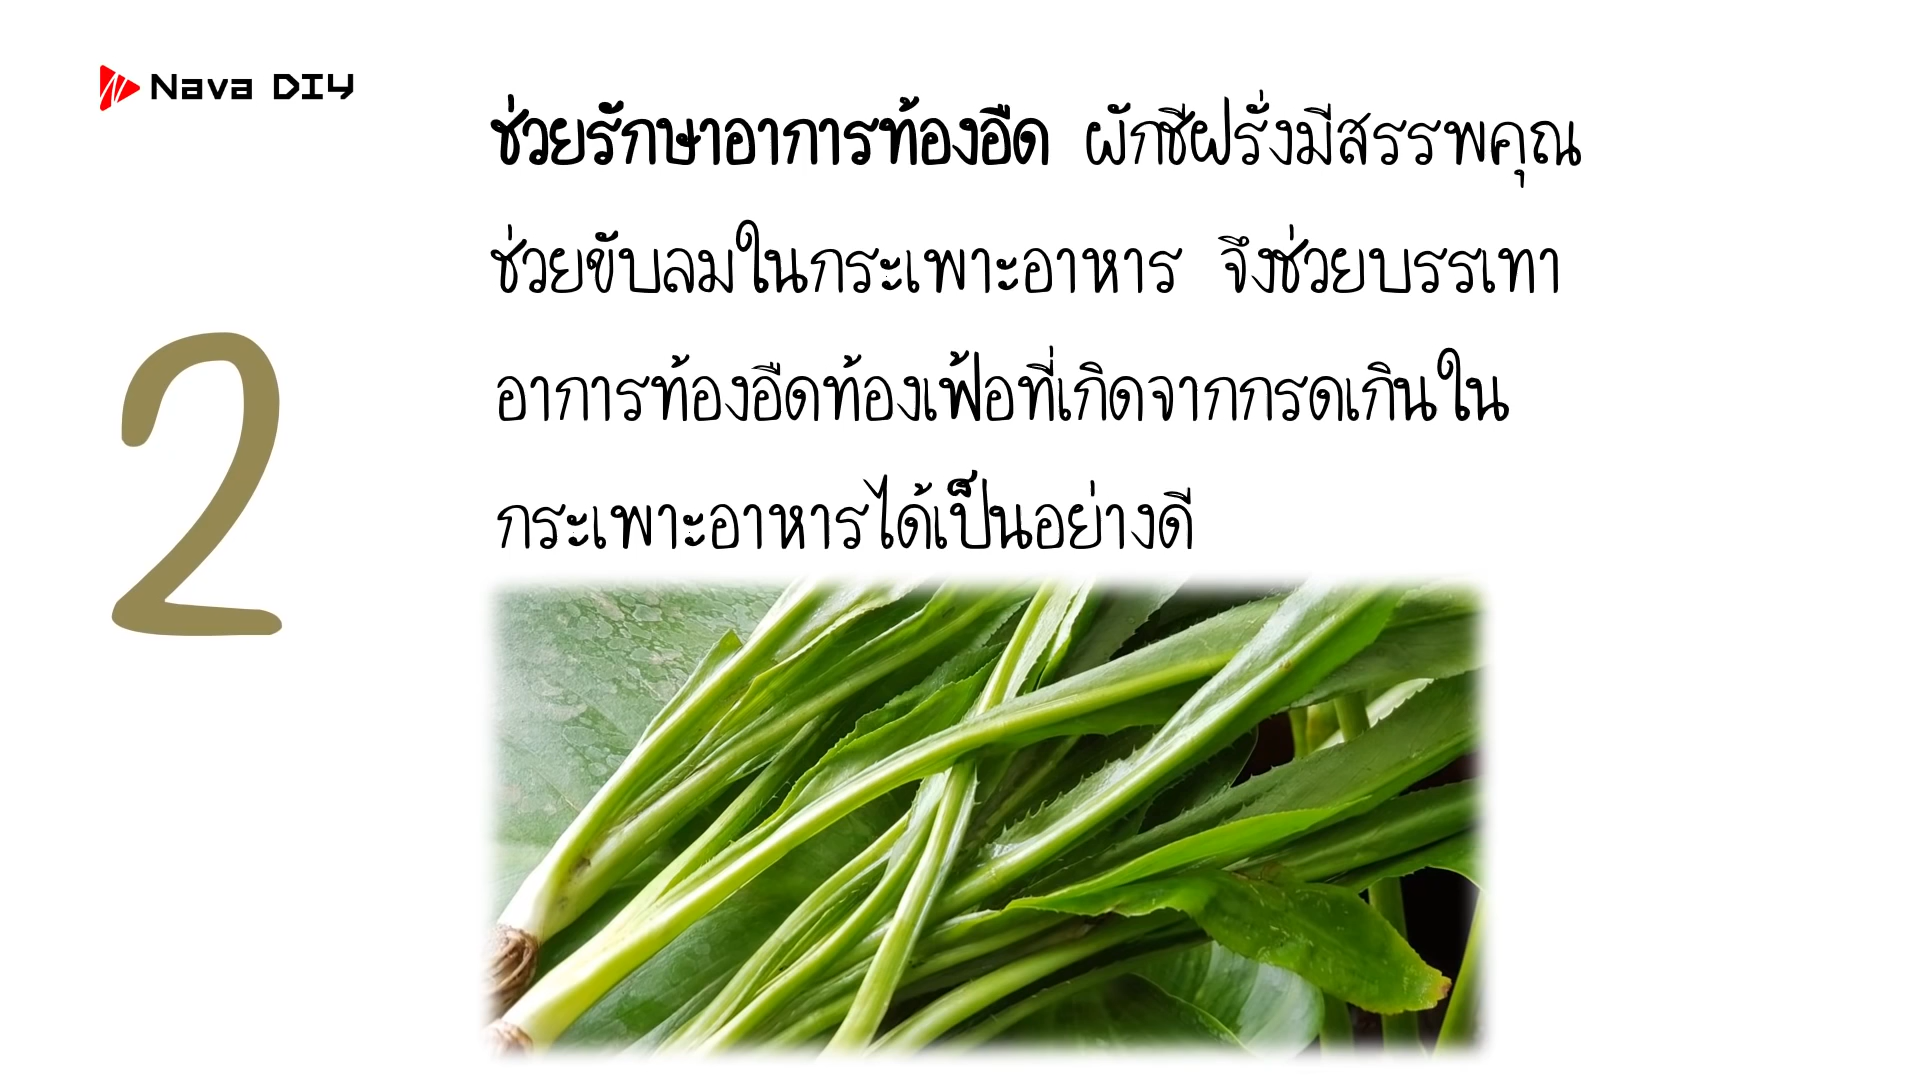 Nava DIY
ช่วยรักษาอาการท้องอืด ผักชีฝรั่งมีสรรพคุณ
ช่วยขับลมในกระเพาะอาหาร จึงช่วยบรรเทา
อาการท้องอืดท้องเฟ้อที่เกิดจากกรดเกินใน
กระเพาะอาหารได้เป็นอย่างดี
2